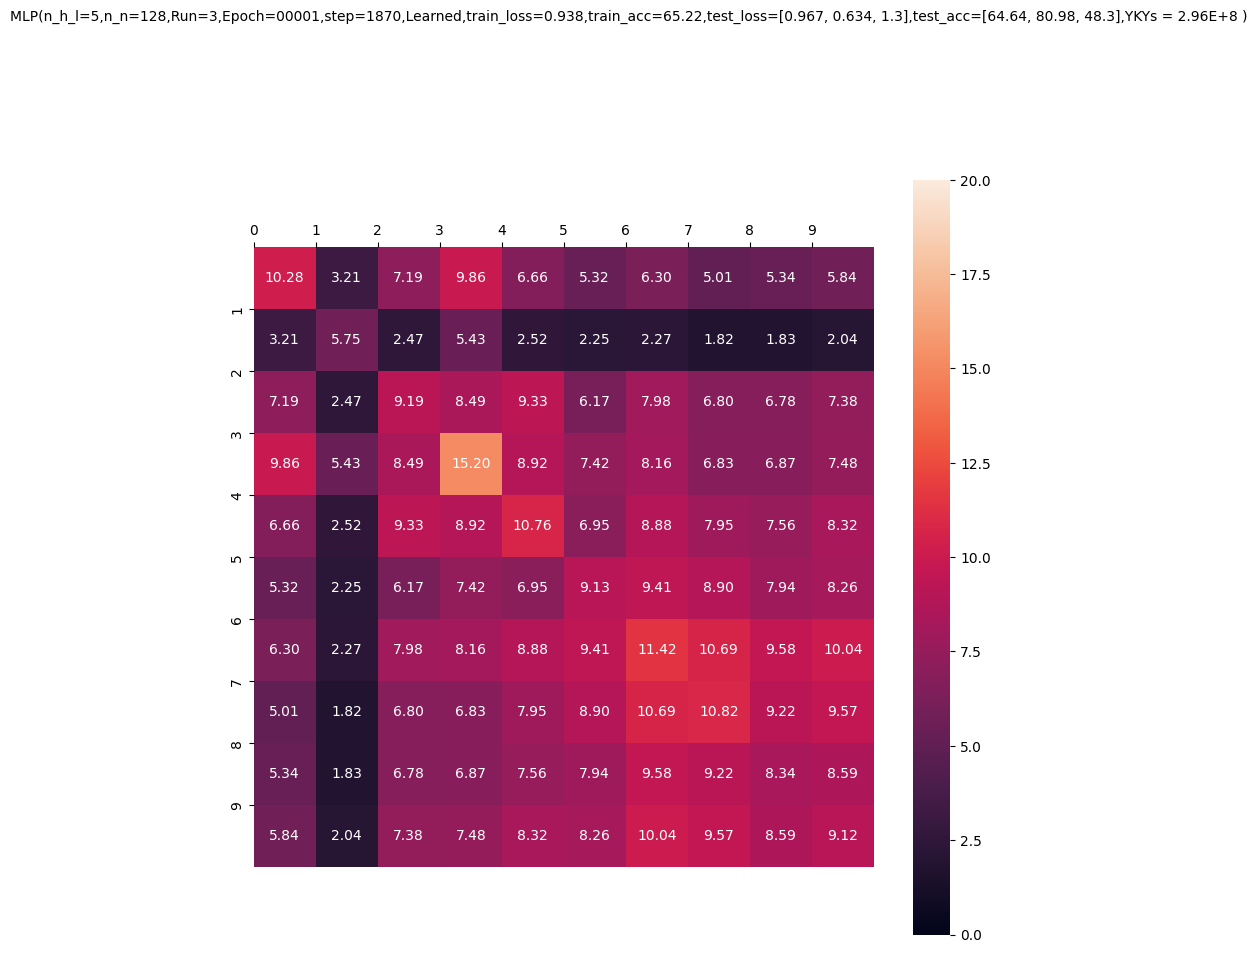 MLP(n_h_l=5,n_n=128,Run=3,Epoch=00001,step=1870,Learned,train_loss=0.938,train_acc=65.22,test_loss=[0.967, 0.634, 1.3],test_acc=[64.64, 80.98, 48.3],YKYs = 2.96E+8 )
20.0
0 1 2 3 4 5 6 7 8 9
17.5
10.28 3.21 7.19 9.86 6.66 5.32 6.30 5.01 5.34 5.84
1
3.21 5.75 2.47 5.43 2.52 2.25 2.27 1.82 1.83 2.04
15.0
2
7.19 2.47 9.19 8.49 9.33 6.17 7.98 6.80 6.78 7.38
3
9.86 5.43 8.49 15.20 8.92 7.42 8.16 6.83 6.87 7.48
12.5
4
6.66 2.52 9.33 8.92 10.76 6.95 8.88 7.95 7.56 8.32
5
10.0
5.32 2.25 6.17 7.42 6.95 9.13 9.41 8.90 7.94 8.26
6
6.30 2.27 7.98 8.16 8.88 9.41 11.42 10.69 9.58 10.04
7.5
7
5.01 1.82 6.80 6.83 7.95 8.90 10.69 10.82 9.22 9.57
8
5.0
5.34 1.83 6.78 6.87 7.56 7.94 9.58 9.22 8.34 8.59
9
5.84 2.04 7.38 7.48 8.32 8.26 10.04 9.57 8.59 9.12
2.5
0.0